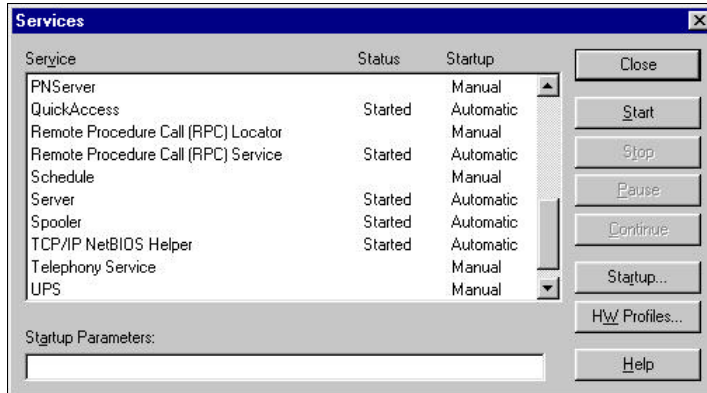 Services
Service Status Startup
PNServer Manual
QuickAccess Started Automatic
Remote Procedure Call (RPC) Locator Manual
Remote Procedure Call (RPC) Service Started Automatic
Schedule Manual
Server Started Automatic
Spooler Started Automatic
TCP/IP NetBIOS Helper Started Automatic
Telephony Service Manual
UPS Manual
Startup Parameters:
Close
Start
Stop
Pause
Continue
Startup...
HW Profiles...
Help